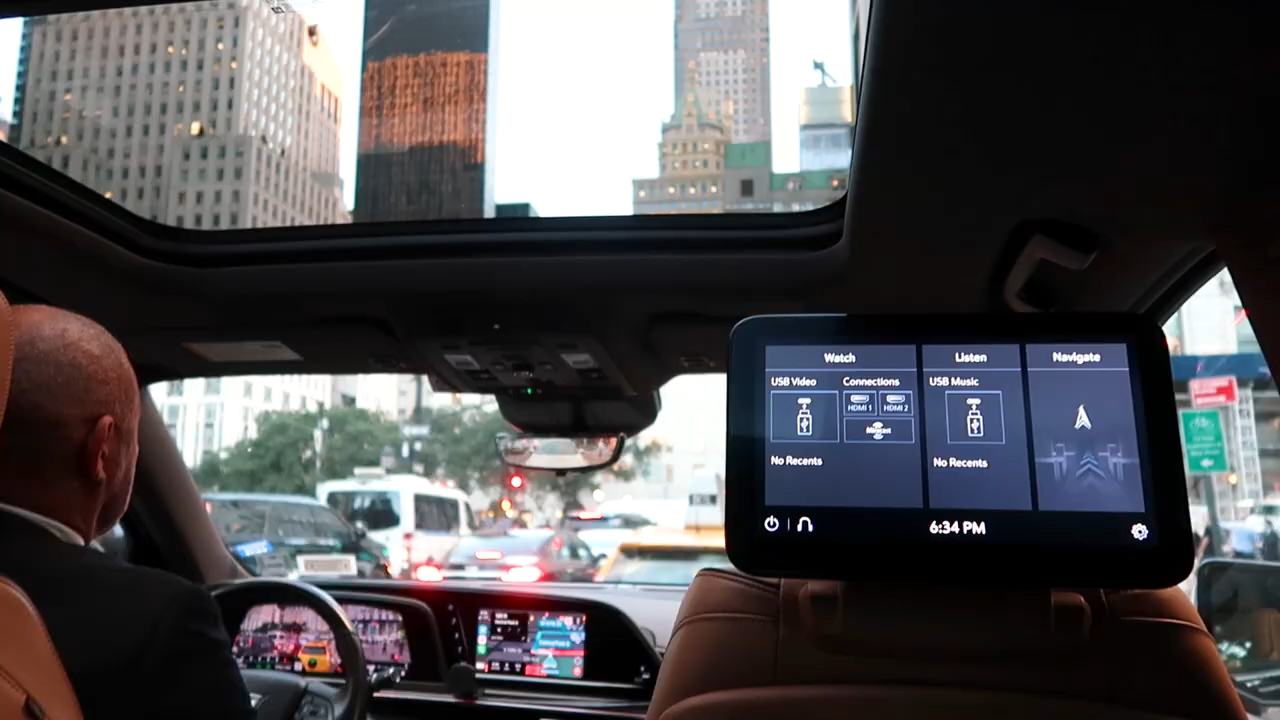 Watch
Listen
Navigate
USB Video
Connections
USB Music
HDMI 1
HDMI 2
Miracast
No Recents
No Recents
6:34 PM